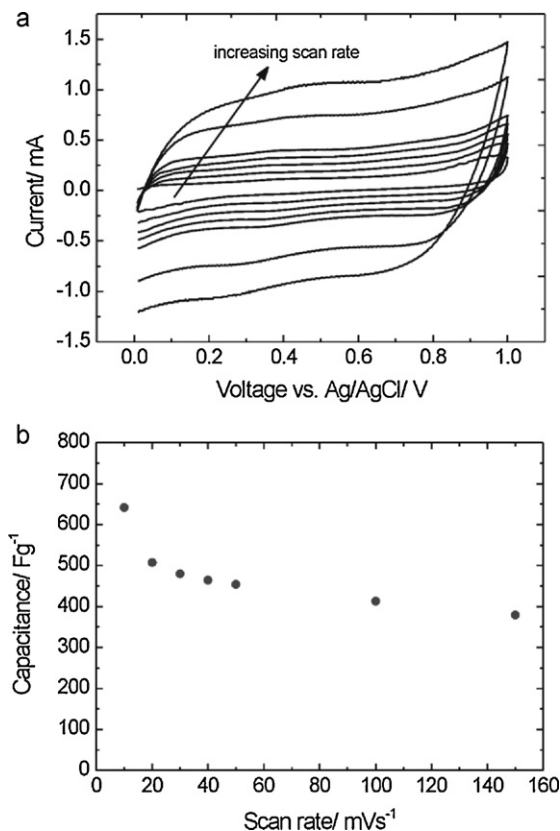 a
increasing scan rate
1.5
1.0
0.5
0.0
-0.5
-1.0
-1.5
Current/ mA
0.0 0.2 0.4 0.6 0.8 1.0
Voltage vs. Ag/AgCl/ V
b
800
700
600
500
400
300
200
100
0
Capacitance/ Fg⁻¹
0 20 40 60 80 100 120 140 160
Scan rate/ mVs⁻¹